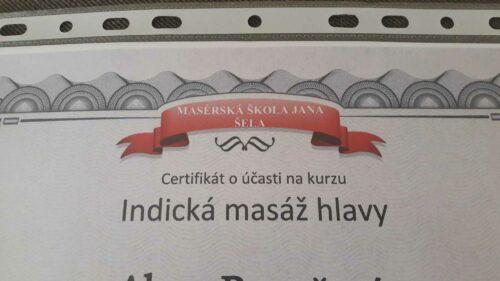 MASÉRSKÁ ŠKOLA JANA
ŠELA
Certifikát o účasti na kurzu
Indická masáž hlavy